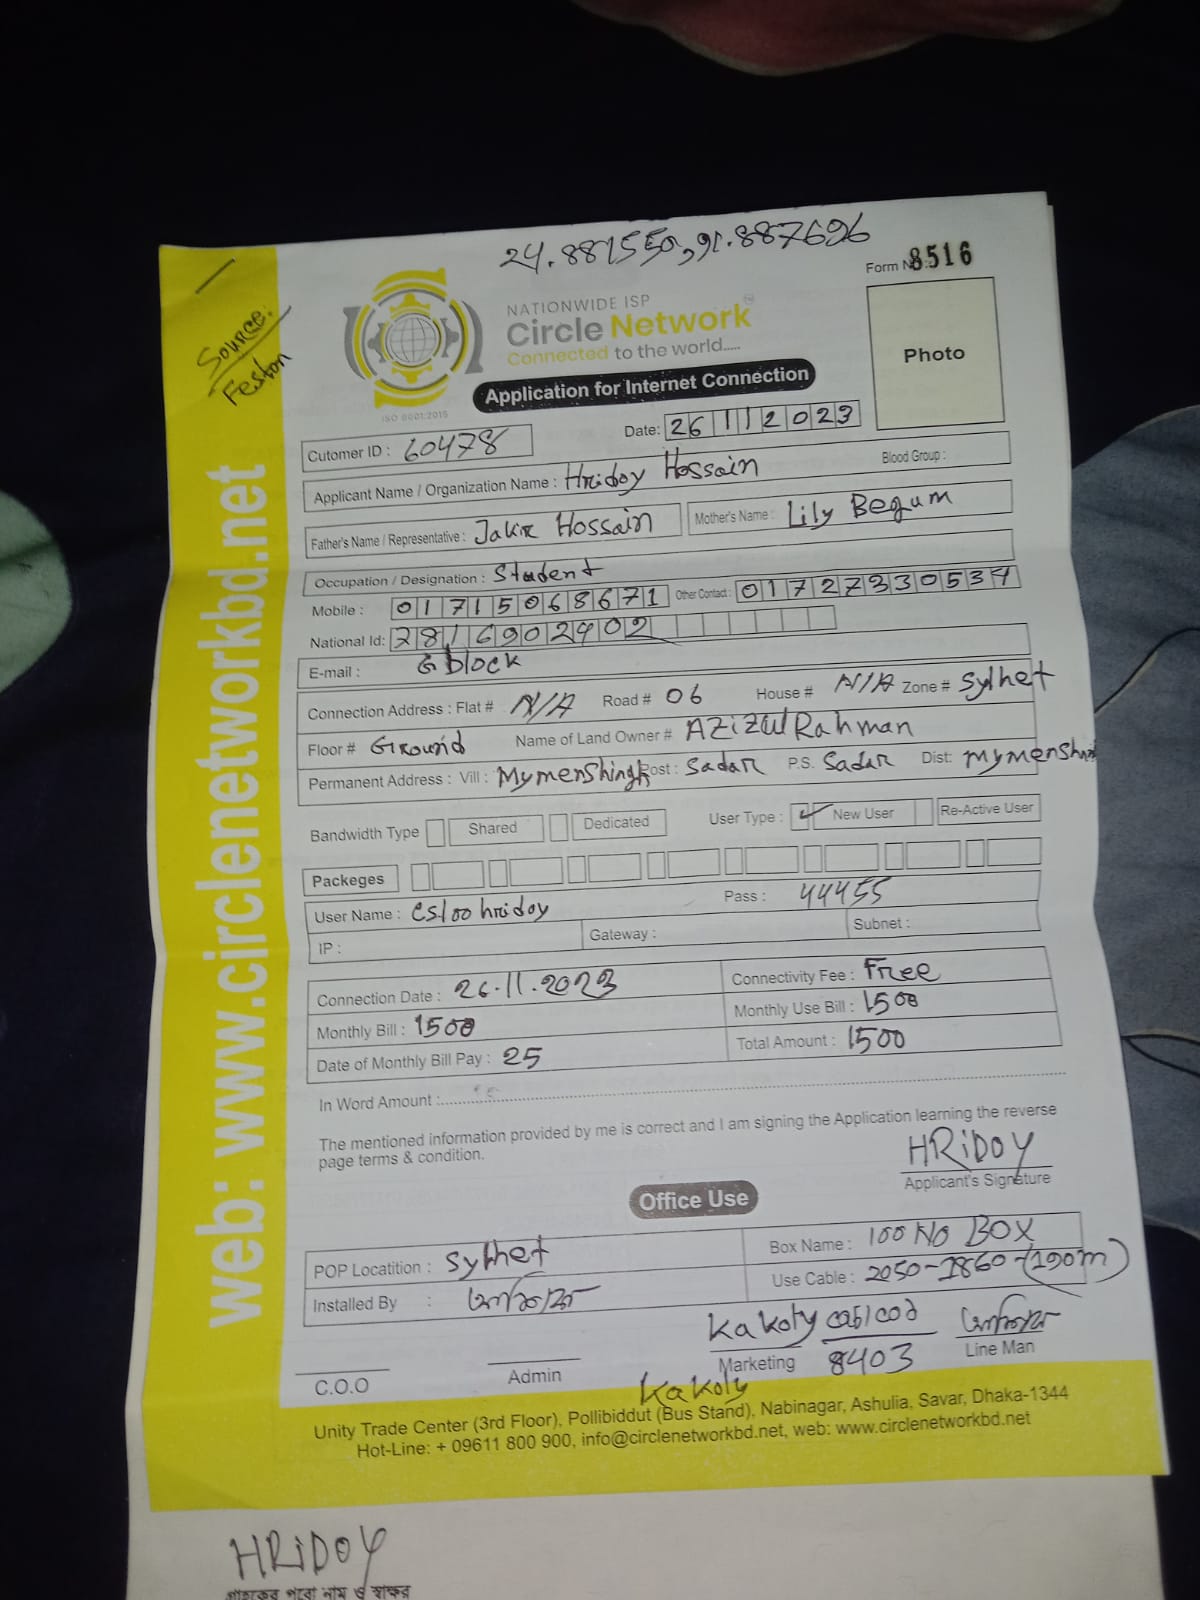 24.881550,91.887696
Form No: 8516
Source:
Feston
NATIONWIDE ISP
Circle Network
Connected to the world.....
ISO 9001:2015
Application for Internet Connection
Photo
Cutomer ID : 60478
Date: 26 11 2023
Applicant Name / Organization Name : Hridoy Hossain
Blood Group :
Father's Name / Representative : Jakir Hossain
Mother's Name : Lily Begum
Occupation / Designation : Student
Mobile : 01715068671
Other Contact : 01727330534
National Id: 2816902402
E-mail : G block
Connection Address : Flat # N/A Road # 06 House # N/A Zone # Sylhet
Floor # Ground Name of Land Owner # Azizul Rahman
Permanent Address : Vill : Mymenshingh Post : Sadar P.S. Sadar Dist: Mymenshi
Bandwidth Type Shared Dedicated User Type : New User Re-Active User
Packeges
User Name : cs100hridoy Pass : 44455
IP : Gateway : Subnet :
Connection Date : 26.11.2023 Connectivity Fee : Free
Monthly Bill : 1500 Monthly Use Bill : 1500
Date of Monthly Bill Pay : 25 Total Amount : 1500
In Word Amount :
The mentioned information provided by me is correct and I am signing the Application learning the reverse
page terms & condition.
HRiDOY
Applicant's Signature
Office Use
POP Locatition : Sylhet Box Name : 100 No BOX
Installed By : Use Cable : 2050-1860-(190m)
Kakoly
C.O.O Admin Marketing 8403 Line Man
Kakoly
Unity Trade Center (3rd Floor), Pollibiddut (Bus Stand), Nabinagar, Ashulia, Savar, Dhaka-1344
Hot-Line: + 09611 800 900, info@circlenetworkbd.net, web: www.circlenetworkbd.net
web: www.circlenetworkbd.net
HRiDOY
গ্রাহকের পুরো নাম ও স্বাক্ষর